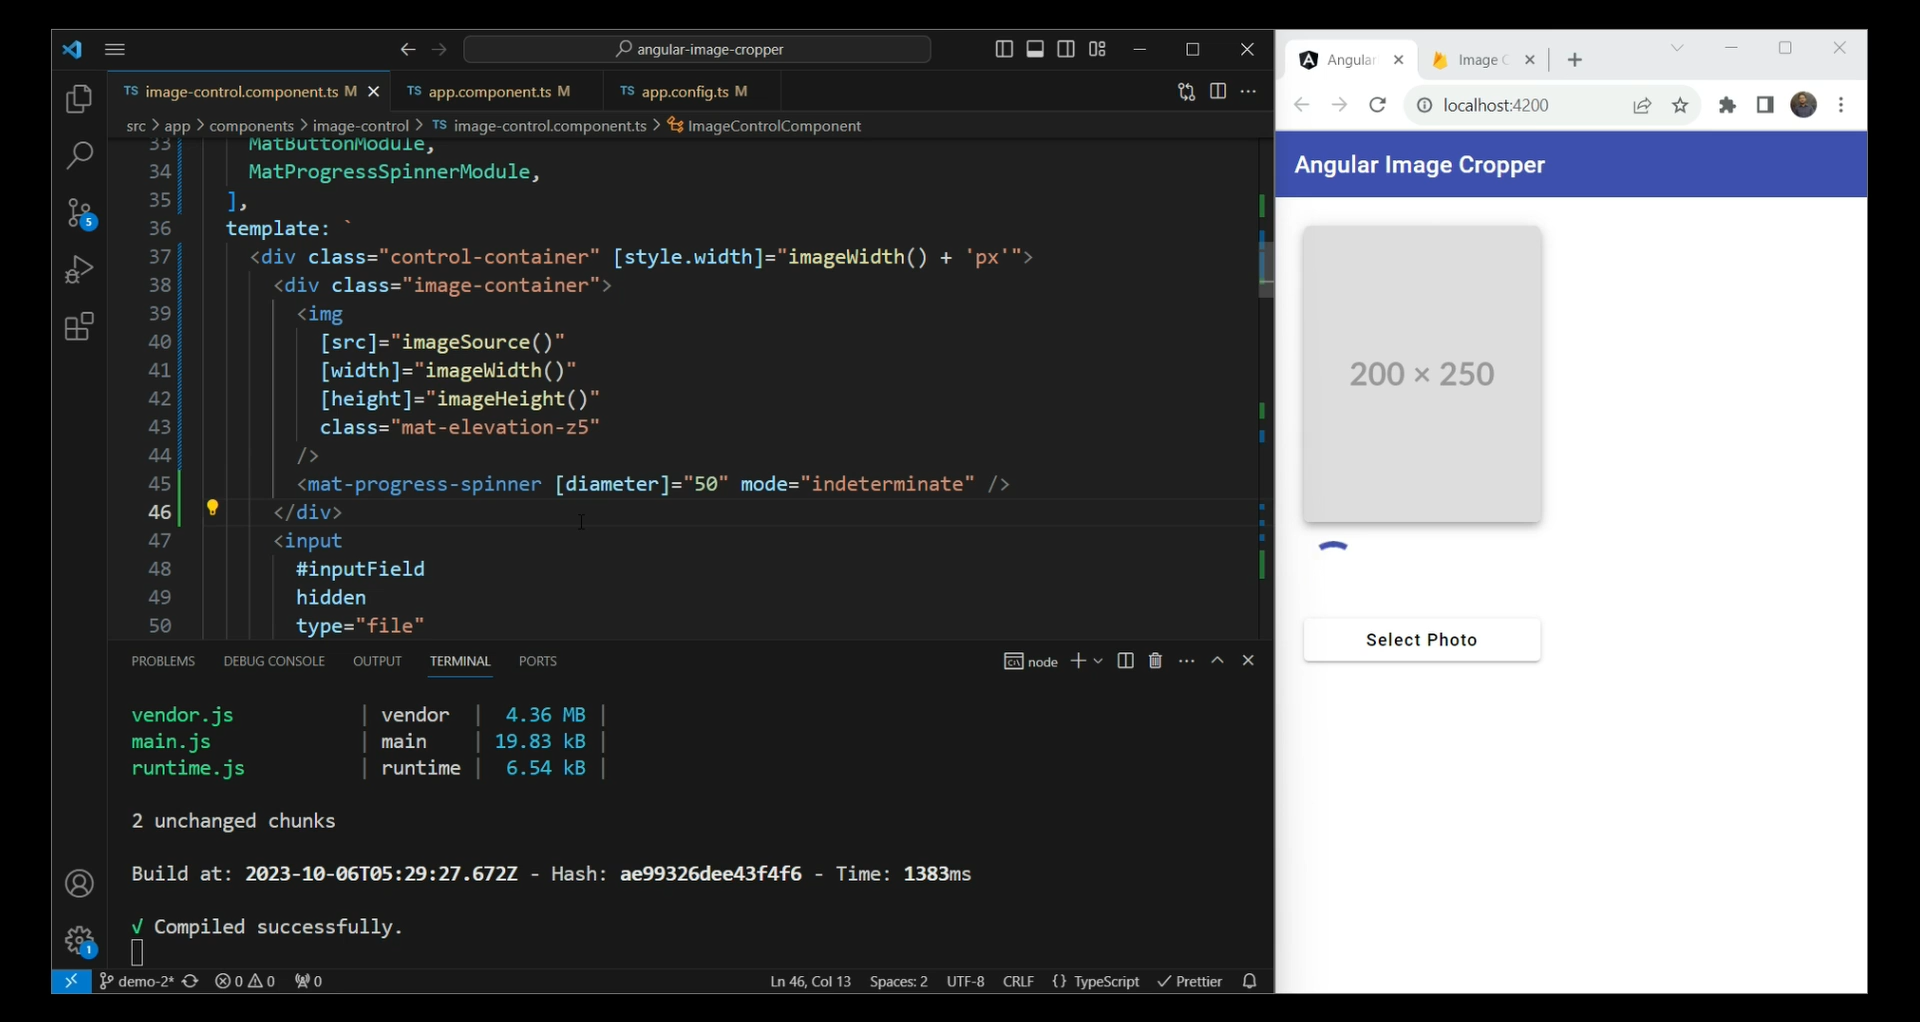 angular-image-cropper
TS image-control.component.ts M
TS app.component.ts M
TS app.config.ts M
src > app > components > image-control > TS image-control.component.ts > ImageControlComponent
33 MatButtonModule,
34 MatProgressSpinnerModule,
35 ],
36 template: `
37 <div class="control-container" [style.width]="imageWidth() + 'px'">
38 <div class="image-container">
39 <img
40 [src]="imageSource()"
41 [width]="imageWidth()"
42 [height]="imageHeight()"
43 class="mat-elevation-z5"
44 />
45 <mat-progress-spinner [diameter]="50" mode="indeterminate" />
46 </div>
47 <input
48 #inputField
49 hidden
50 type="file"
5
PROBLEMS DEBUG CONSOLE OUTPUT TERMINAL PORTS
node
vendor.js | vendor | 4.36 MB |
main.js | main | 19.83 kB |
runtime.js | runtime | 6.54 kB |
2 unchanged chunks
Build at: 2023-10-06T05:29:27.672Z - Hash: ae99326dee43f4f6 - Time: 1383ms
√ Compiled successfully.
1
demo-2* 0 0 0
Ln 46, Col 13 Spaces: 2 UTF-8 CRLF {} TypeScript Prettier
Angular
Image C
localhost:4200
Angular Image Cropper
200 × 250
Select Photo